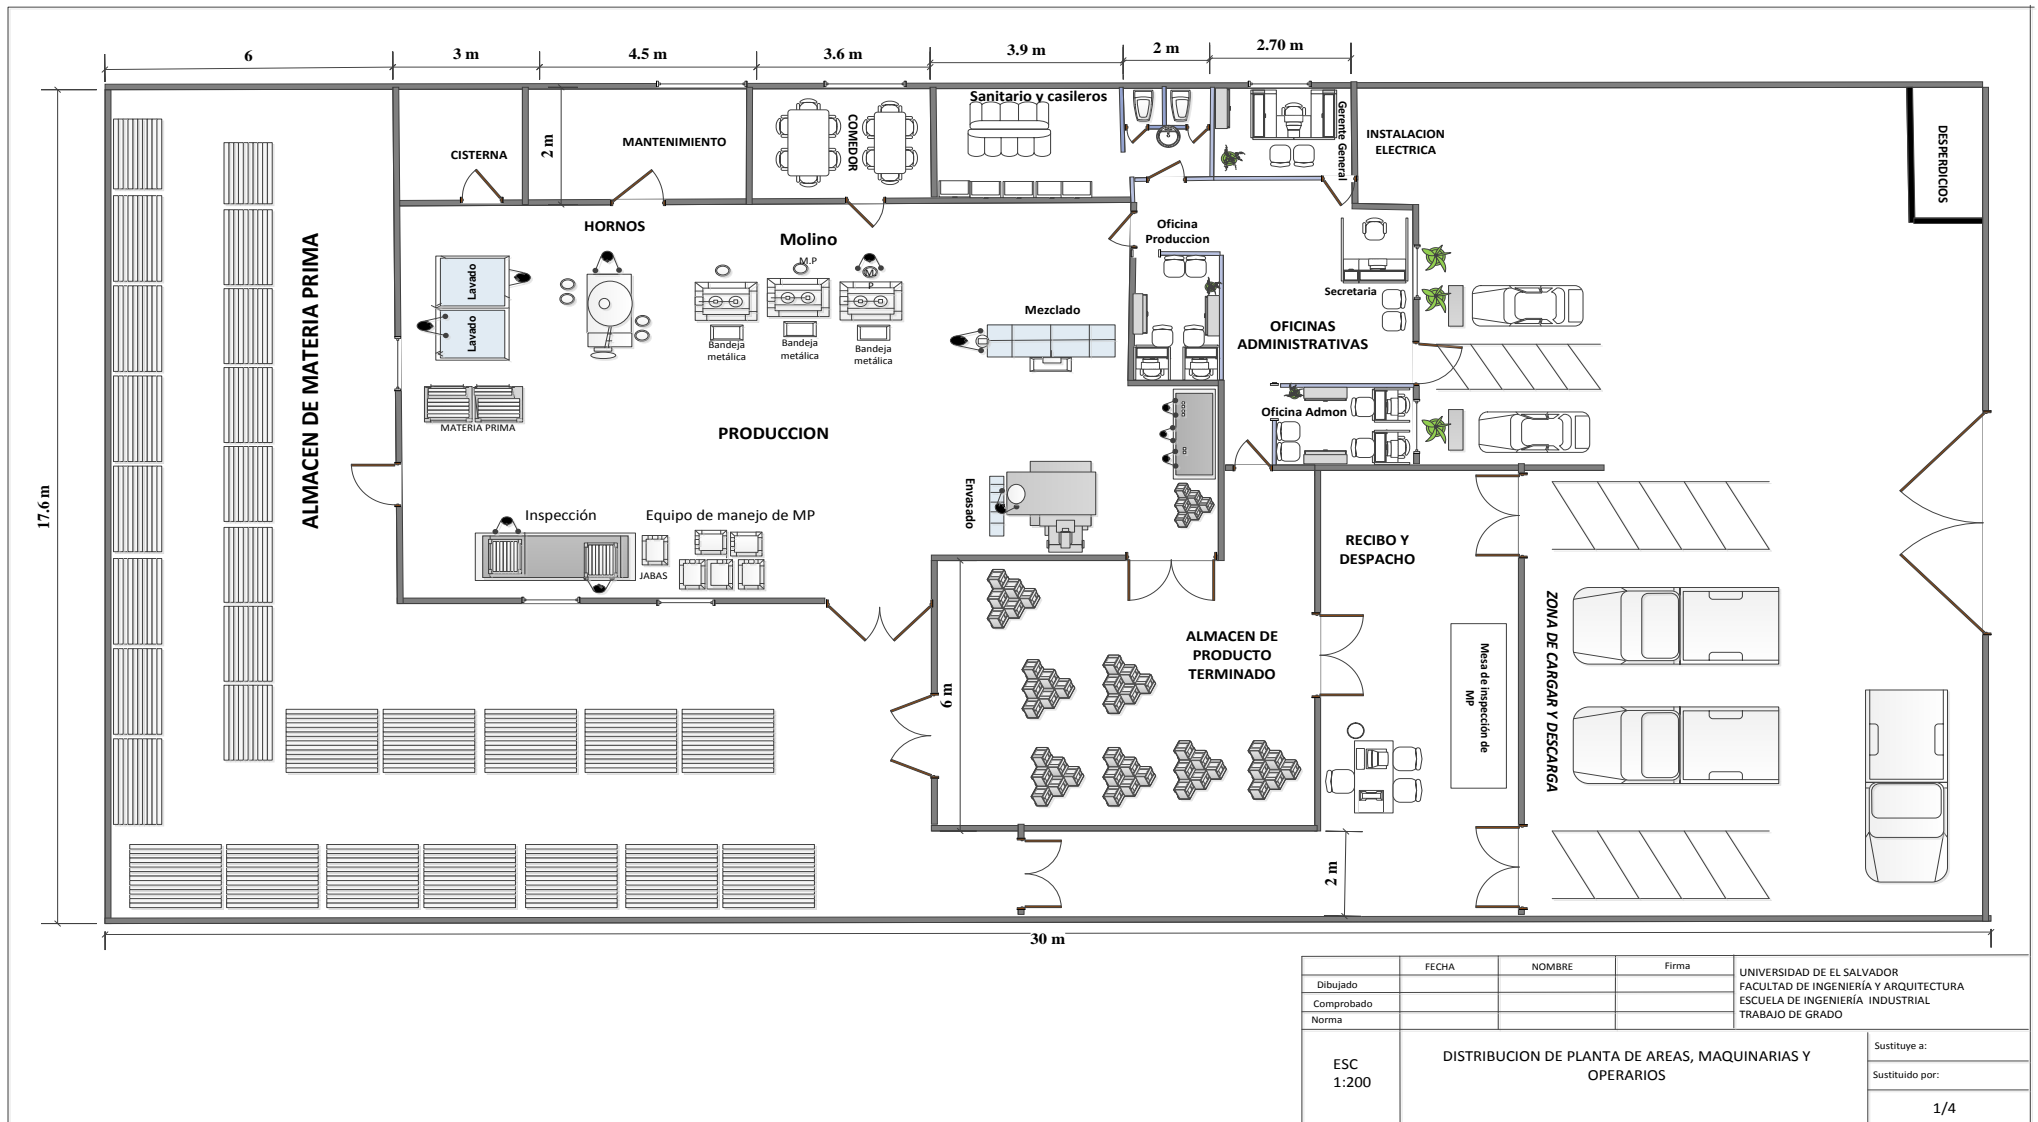 6
3 m
4.5 m
3.6 m
3.9 m
2 m
2.70 m
17.6 m
ALMACEN DE MATERIA PRIMA
CISTERNA
2 m
MANTENIMIENTO
COMEDOR
Sanitario y casileros
Gerente General
INSTALACION
ELECTRICA
DESPERDICIOS
HORNOS
Molino
M.P
M.
P
Lavado
Lavado
Bandeja
metálica
Bandeja
metálica
Bandeja
metálica
Mezclado
Oficina
Produccion
Secretaria
OFICINAS
ADMINISTRATIVAS
Oficina Admon
MATERIA PRIMA
PRODUCCION
Envasado
Inspección
Equipo de manejo de MP
JABAS
RECIBO Y
DESPACHO
6 m
ALMACEN DE
PRODUCTO
TERMINADO
Mesa de inspección de
MP
ZONA DE CARGAR Y DESCARGA
2 m
30 m
FECHA
NOMBRE
Firma
Dibujado
Comprobado
Norma
UNIVERSIDAD DE EL SALVADOR
FACULTAD DE INGENIERÍA Y ARQUITECTURA
ESCUELA DE INGENIERÍA INDUSTRIAL
TRABAJO DE GRADO
ESC
1:200
DISTRIBUCION DE PLANTA DE AREAS, MAQUINARIAS Y
OPERARIOS
Sustituye a:
Sustituido por:
1/4